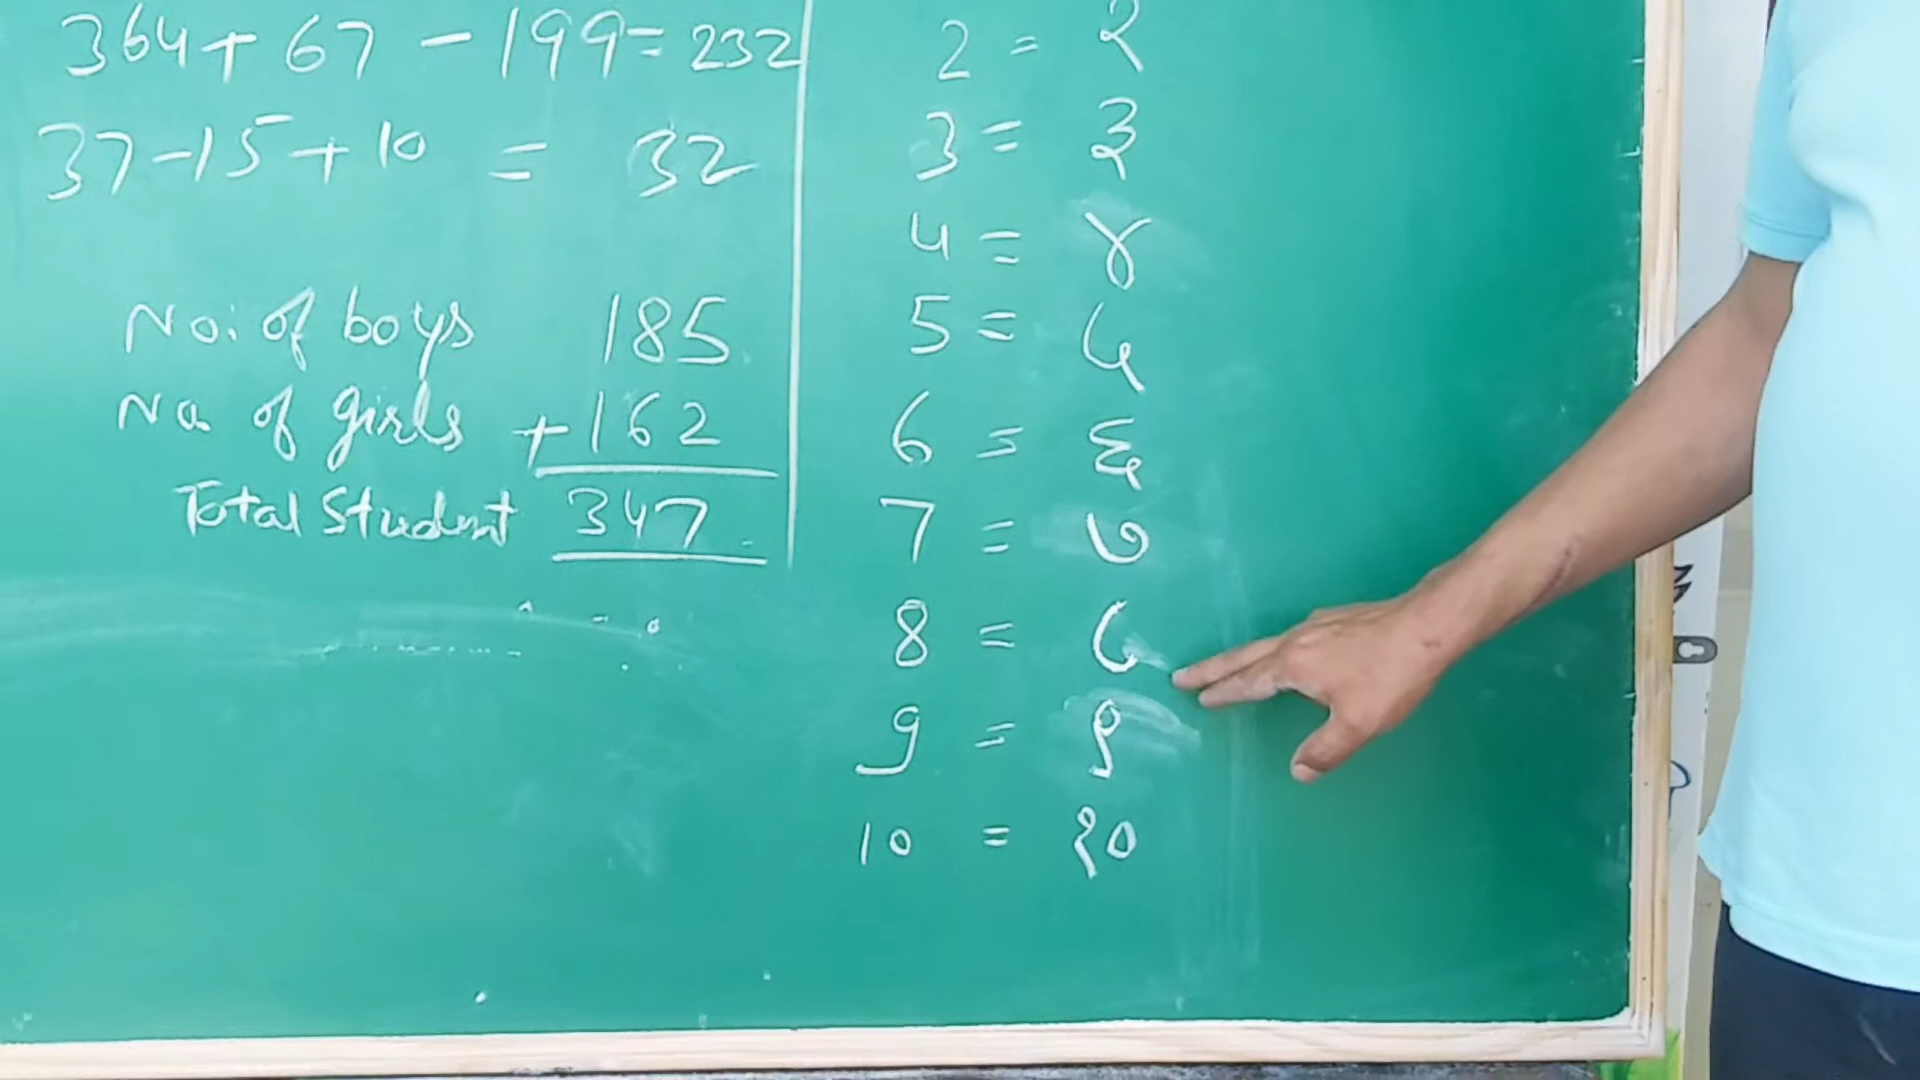 364 + 67 - 199 = 232
37 - 15 + 10 = 32
No. of boys 185
No. of girls + 162
Total Student 347
2 = २
3 = ३
4 = ४
5 = ५
6 = ६
7 = ७
8 = ८
9 = ९
10 = १०